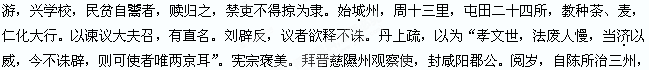 游，兴学校，民贫自鬻者，赎归之，禁吏不得掠为隶。始城州，周十三里，屯田二十四所，教种茶、麦，
仁化大行。以谏议大夫召，有直名。刘辟反，议者欲释不诛。丹上疏，以为“孝文世，法废人慢，当济以
威，今不诛辟，则可使者唯两京耳”。宪宗褒美。拜晋慈隰州观察使，封咸阳郡公。阅岁，自陈所治三州，